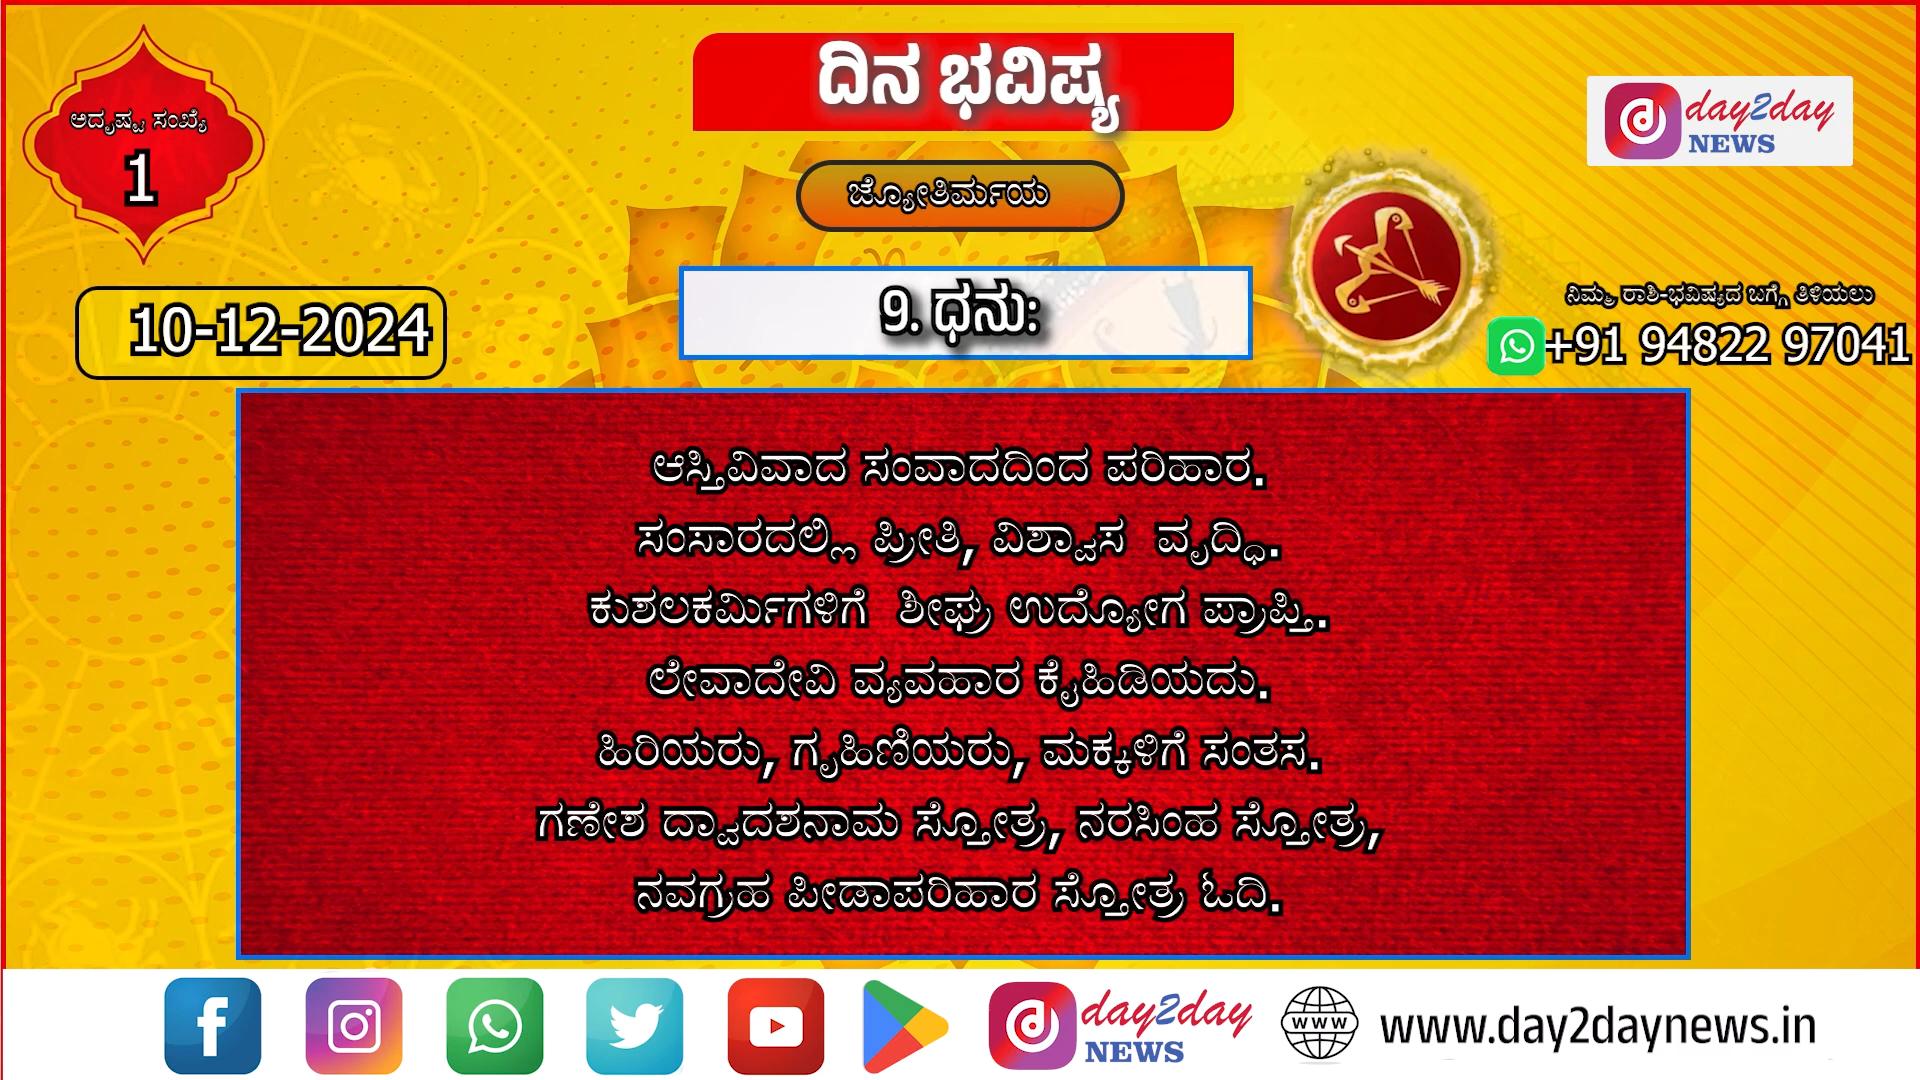 ದಿನ ಭವಿಷ್ಯ
ಅದೃಷ್ಟ ಸಂಖ್ಯೆ
1
day2day
NEWS
ಜ್ಯೋತಿರ್ಮಯ
10-12-2024
9. ಧನು:
ನಿಮ್ಮ ರಾಶಿ-ಭವಿಷ್ಯದ ಬಗ್ಗೆ ತಿಳಿಯಲು
+91 94822 97041
ಆಸ್ತಿವಿವಾದ ಸಂವಾದದಿಂದ ಪರಿಹಾರ.
ಸಂಸಾರದಲ್ಲಿ ಪ್ರೀತಿ, ವಿಶ್ವಾಸ ವೃದ್ಧಿ.
ಕುಶಲಕರ್ಮಿಗಳಿಗೆ ಶೀಘ್ರ ಉದ್ಯೋಗ ಪ್ರಾಪ್ತಿ.
ಲೇವಾದೇವಿ ವ್ಯವಹಾರ ಕೈಹಿಡಿಯದು.
ಹಿರಿಯರು, ಗೃಹಿಣಿಯರು, ಮಕ್ಕಳಿಗೆ ಸಂತಸ.
ಗಣೇಶ ದ್ವಾದಶನಾಮ ಸ್ತೋತ್ರ, ನರಸಿಂಹ ಸ್ತೋತ್ರ,
ನವಗ್ರಹ ಪೀಡಾಪರಿಹಾರ ಸ್ತೋತ್ರ ಓದಿ.
day2day
NEWS
www
www.day2daynews.in